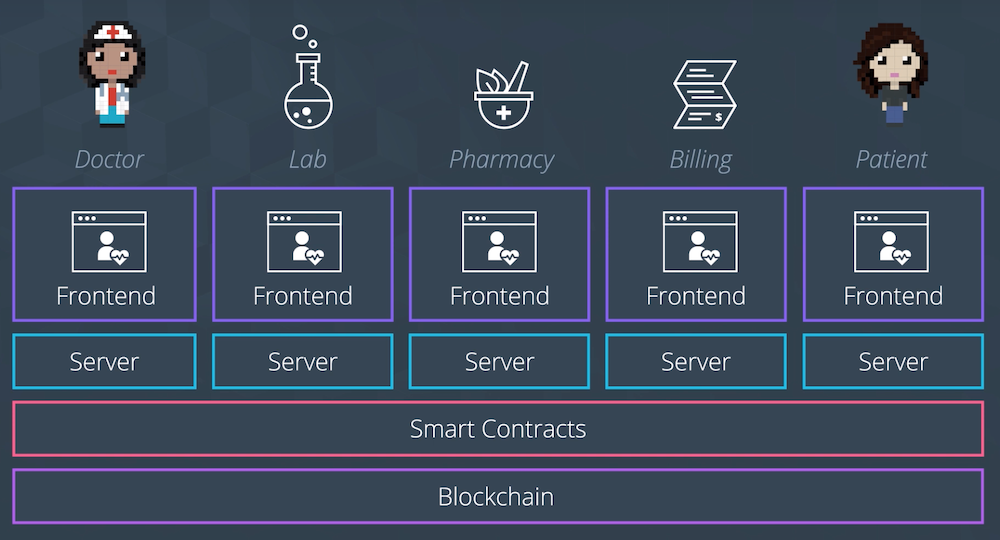 Doctor
Lab
Pharmacy
$
Billing
Patient
Frontend
Frontend
Frontend
Frontend
Frontend
Server
Server
Server
Server
Server
Smart Contracts
Blockchain